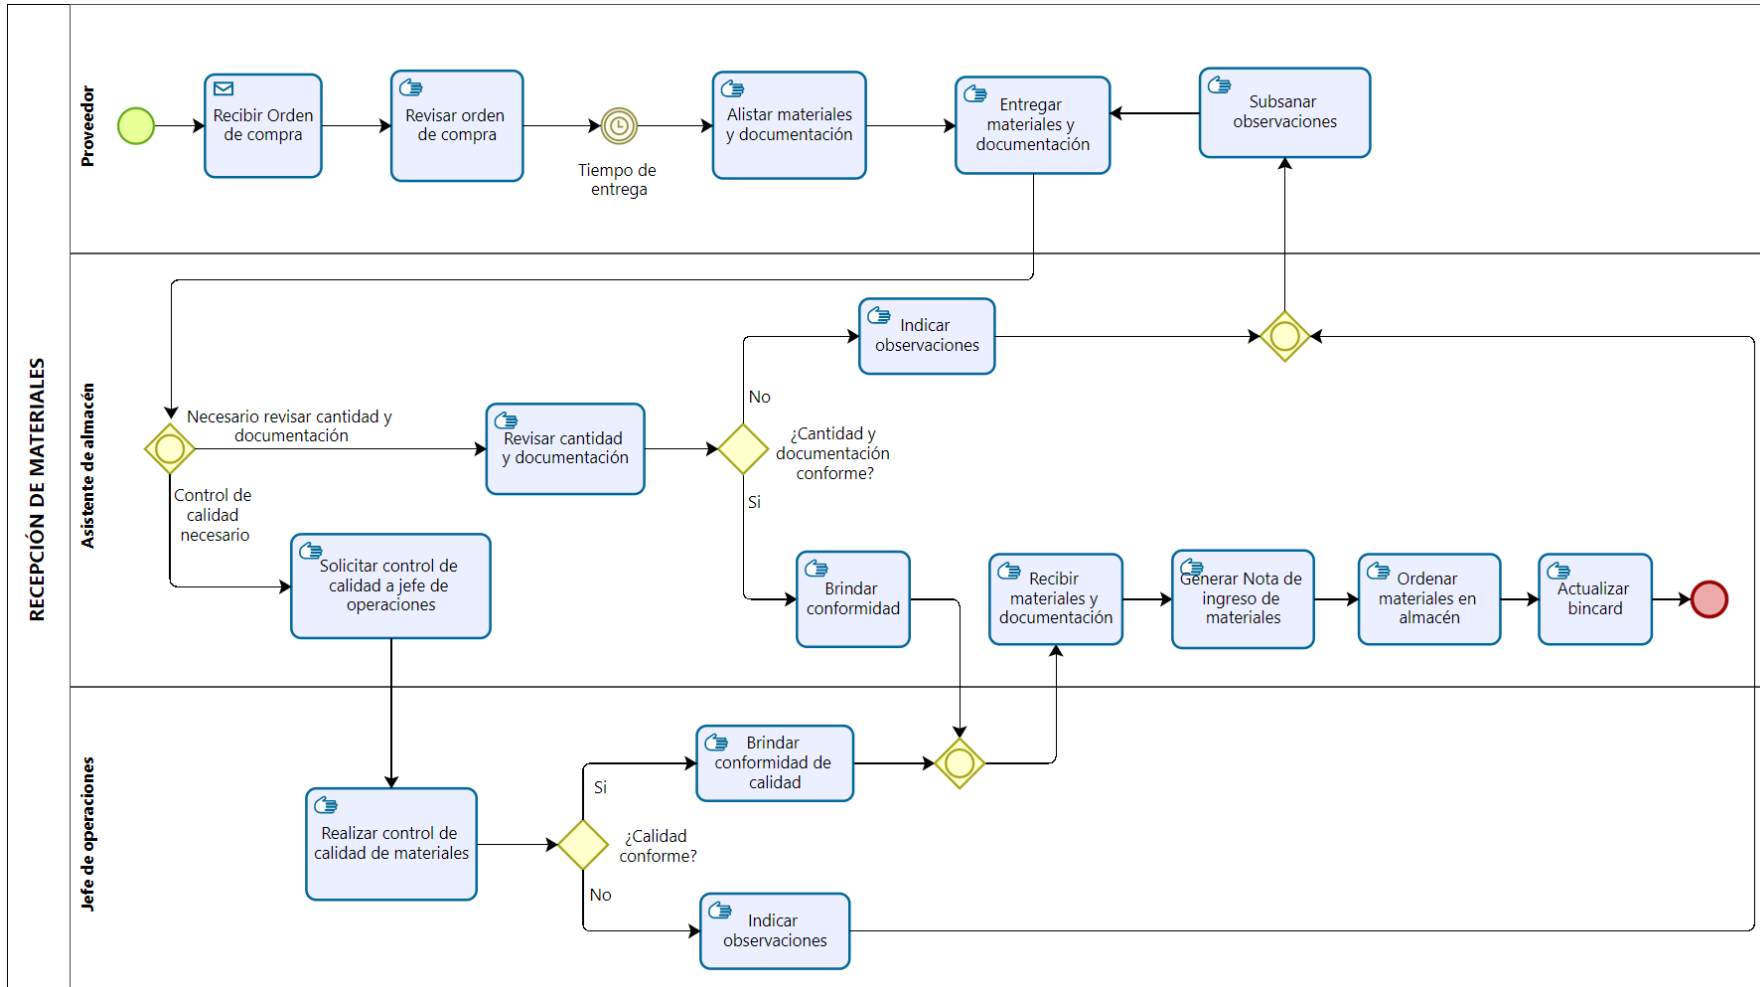 RECEPCIÓN DE MATERIALES
Proveedor
Recibir Orden
de compra
Revisar orden
de compra
Tiempo de
entrega
Alistar materiales
y documentación
Entregar
materiales y
documentación
Subsanar
observaciones
Asistente de almacén
Necesario revisar cantidad y
documentación
Control de
calidad
necesario
Solicitar control de
calidad a jefe de
operaciones
Revisar cantidad
y documentación
¿Cantidad y
documentación
conforme?
No
Indicar
observaciones
Si
Brindar
conformidad
Recibir
materiales y
documentación
Generar Nota de
ingreso de
materiales
Ordenar
materiales en
almacén
Actualizar
bincard
Jefe de operaciones
Realizar control de
calidad de materiales
¿Calidad
conforme?
Si
Brindar
conformidad de
calidad
No
Indicar
observaciones